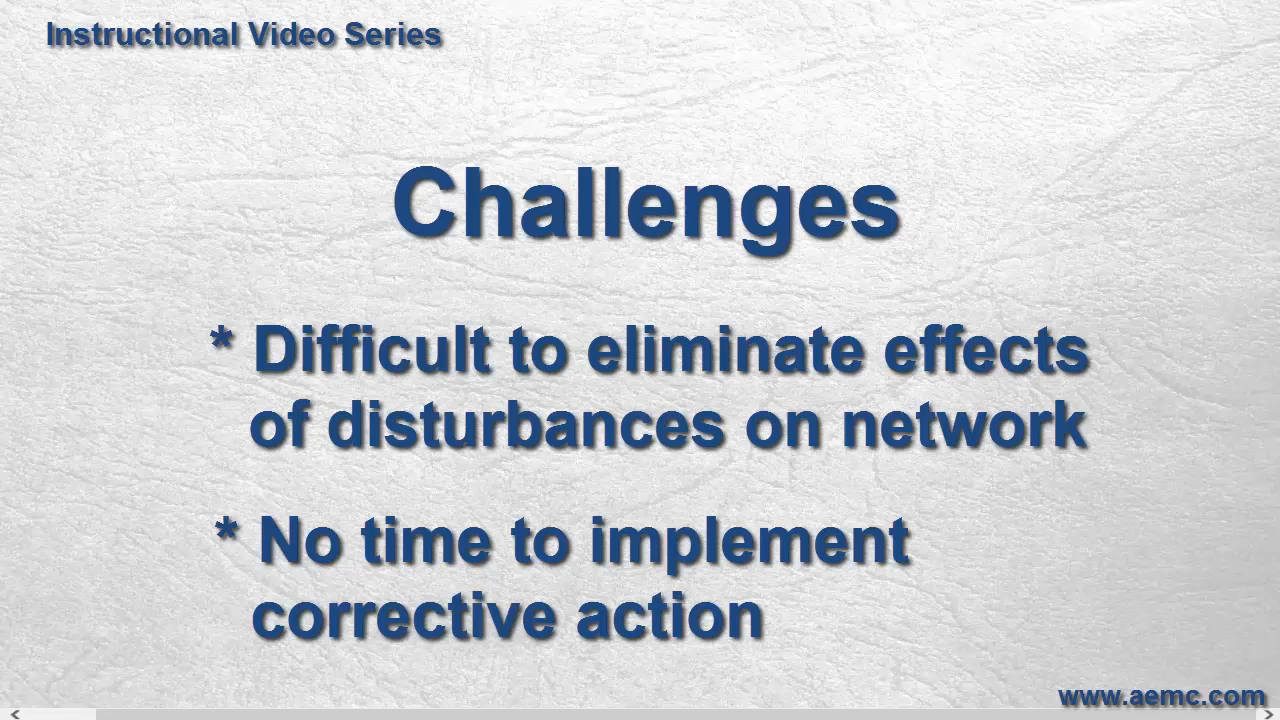 Instructional Video Series
Challenges
* Difficult to eliminate effects
of disturbances on network
* No time to implement
corrective action
www.aemc.com